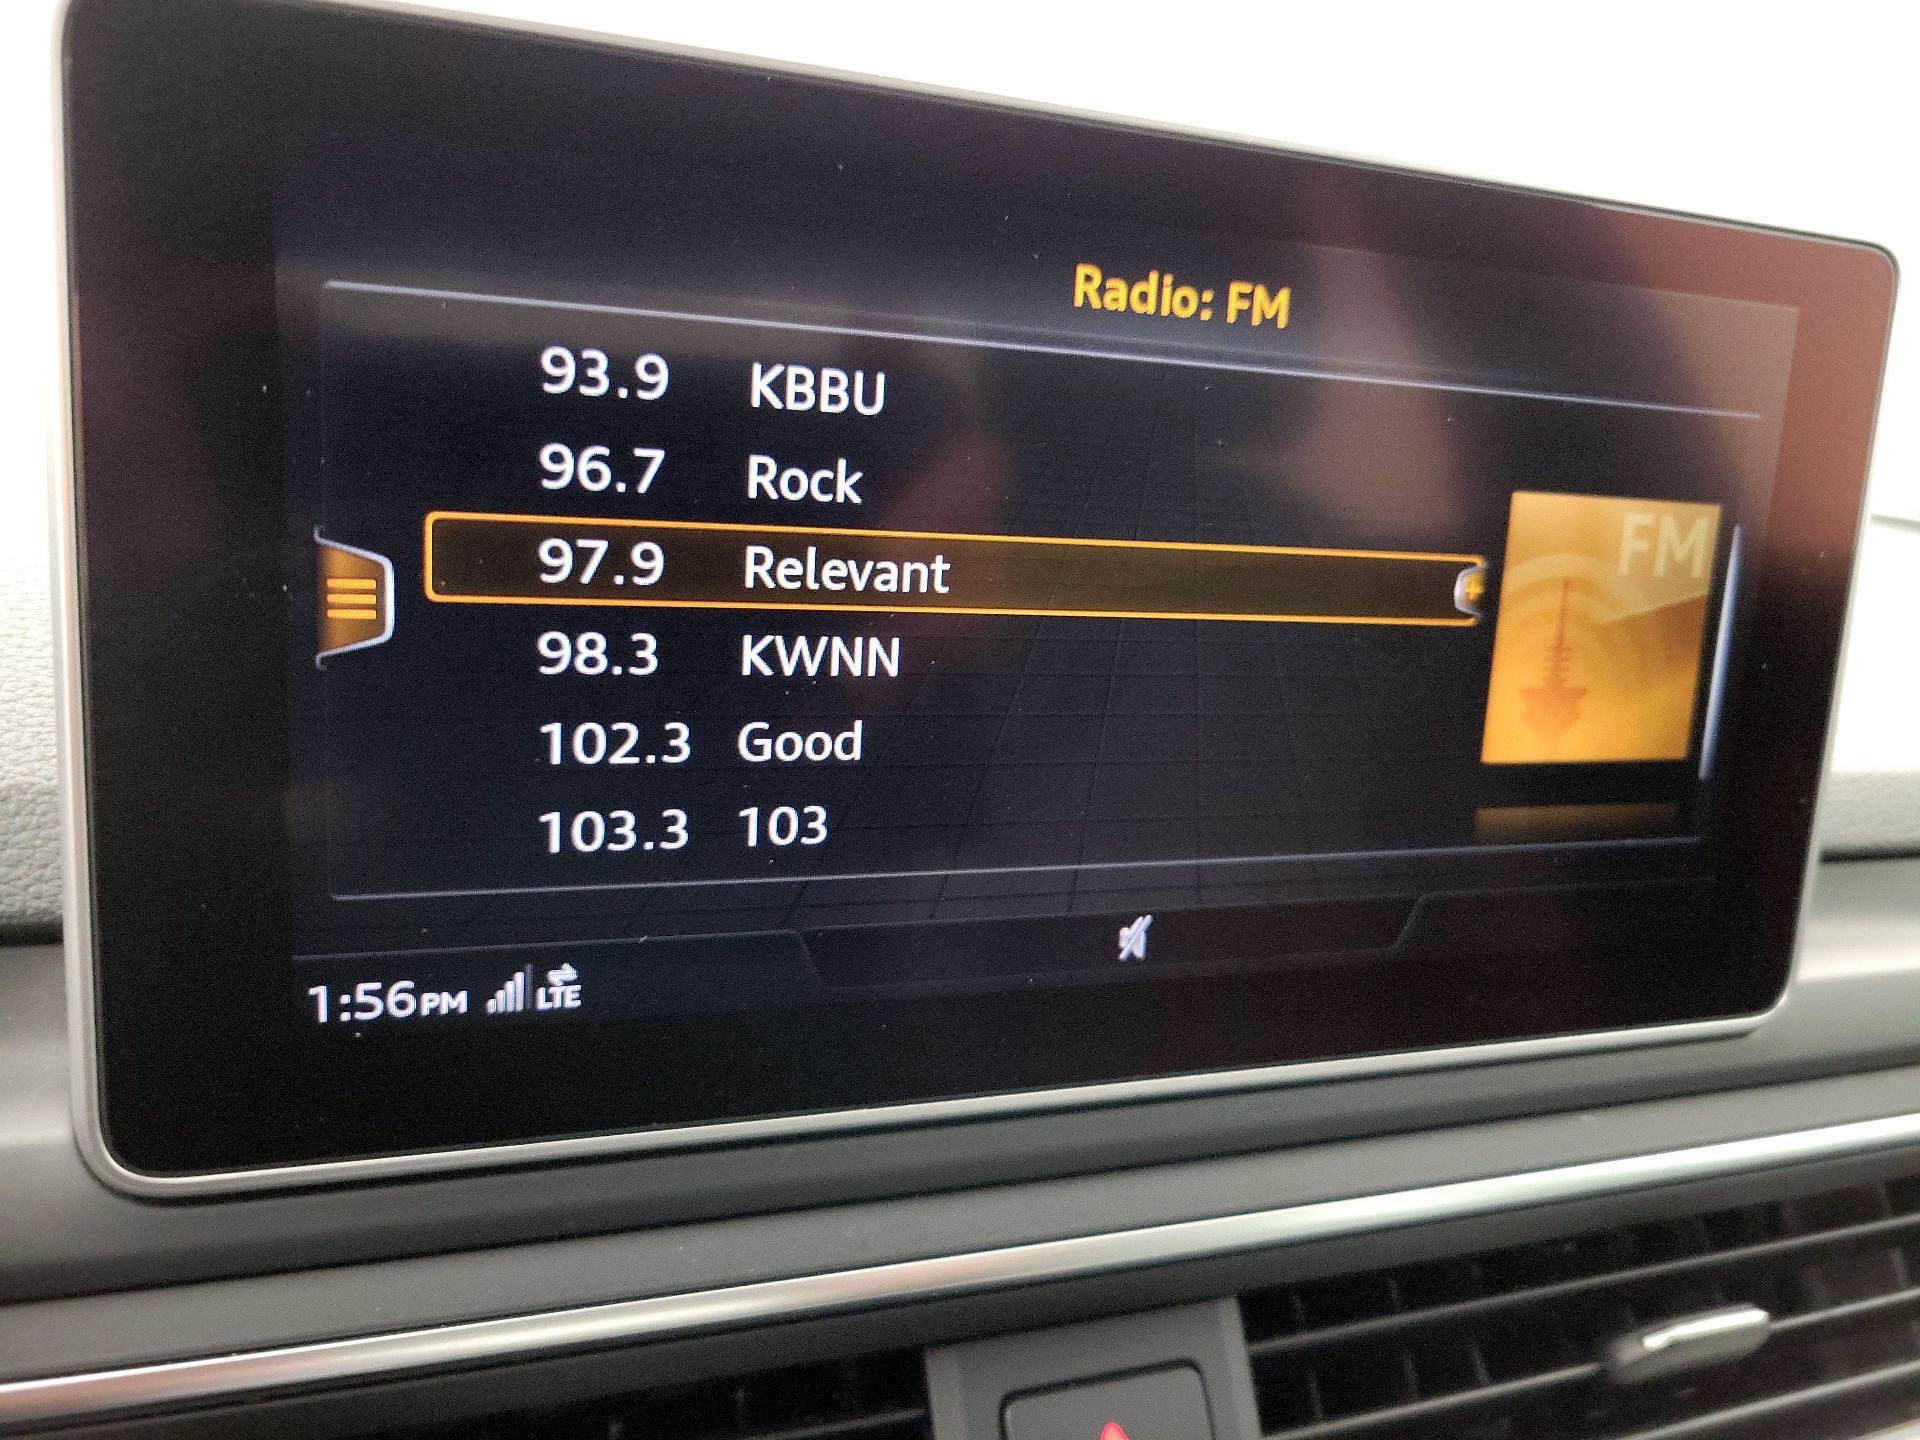 Radio: FM
93.9 KBBU
96.7 Rock
97.9 Relevant
98.3 KWNN
102.3 Good
103.3 103
FM
1:56PM LTE